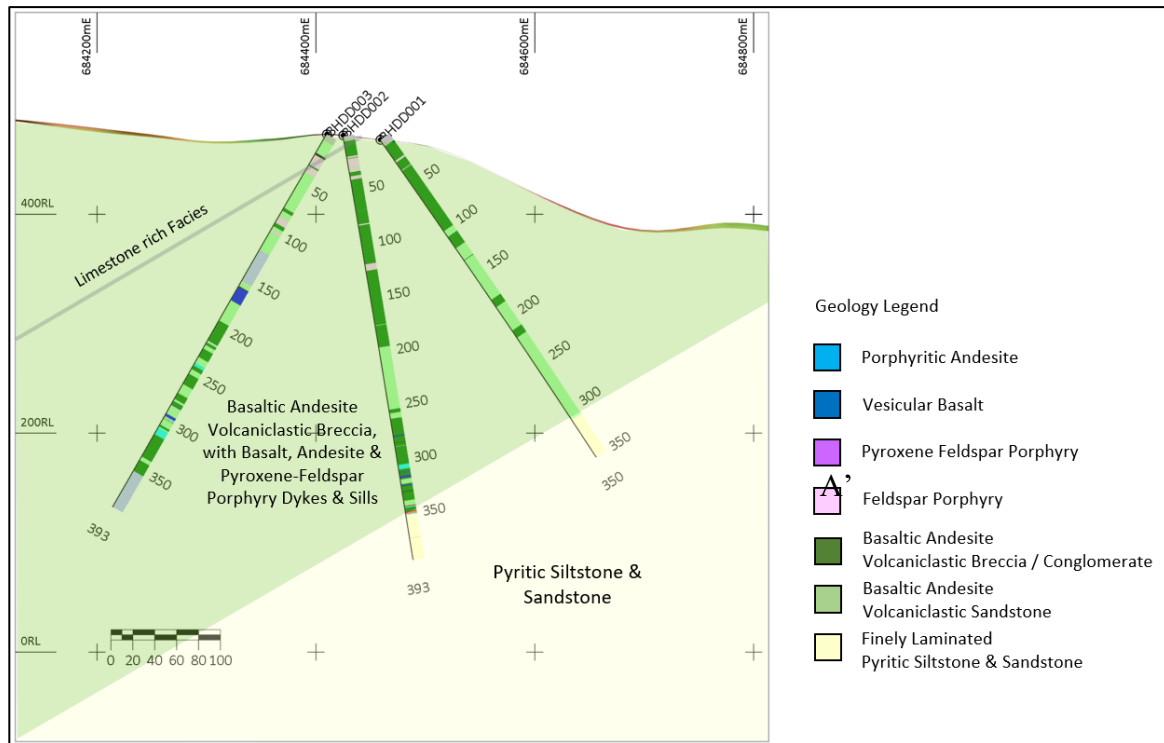 684200mE
684400mE
684600mE
684800mE
BHDD003
BHDD002
BHDD001
400RL
200RL
0RL
Limestone rich Facies
50
100
150
200
250
300
350
393
50
100
150
200
250
300
350
393
50
100
150
200
250
300
350
350
Basaltic Andesite
Volcaniclastic Breccia,
with Basalt, Andesite &
Pyroxene-Feldspar
Porphyry Dykes & Sills
Pyritic Siltstone &
Sandstone
0 20 40 60 80 100
Geology Legend
Porphyritic Andesite
Vesicular Basalt
Pyroxene Feldspar Porphyry
A’
Feldspar Porphyry
Basaltic Andesite
Volcaniclastic Breccia / Conglomerate
Basaltic Andesite
Volcaniclastic Sandstone
Finely Laminated
Pyritic Siltstone & Sandstone